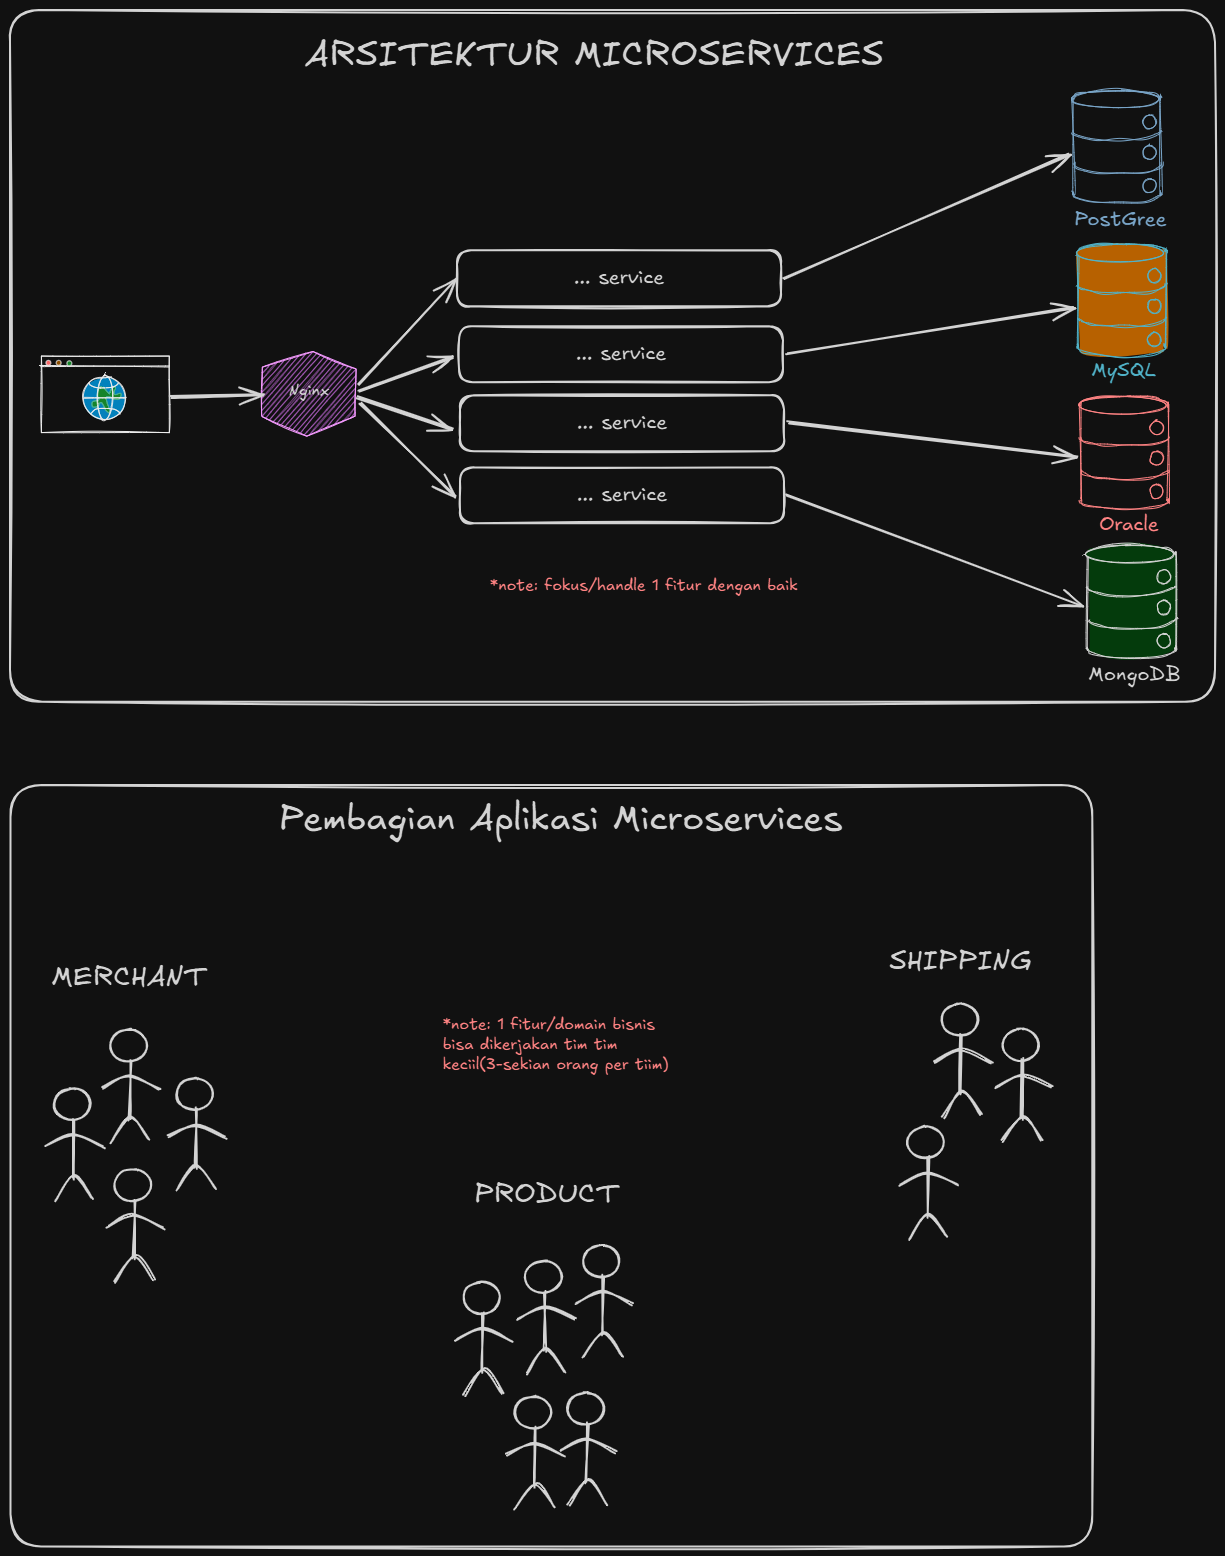 ARSITEKTUR MICROSERVICES
PostGree
... service
MySQL
... service
Nginx
... service
Oracle
... service
*note: fokus/handle 1 fitur dengan baik
MongoDB
Pembagian Aplikasi Microservices
MERCHANT
SHIPPING
*note: 1 fitur/domain bisnis
bisa dikerjakan tim tim
keciil(3-sekian orang per tiim)
PRODUCT